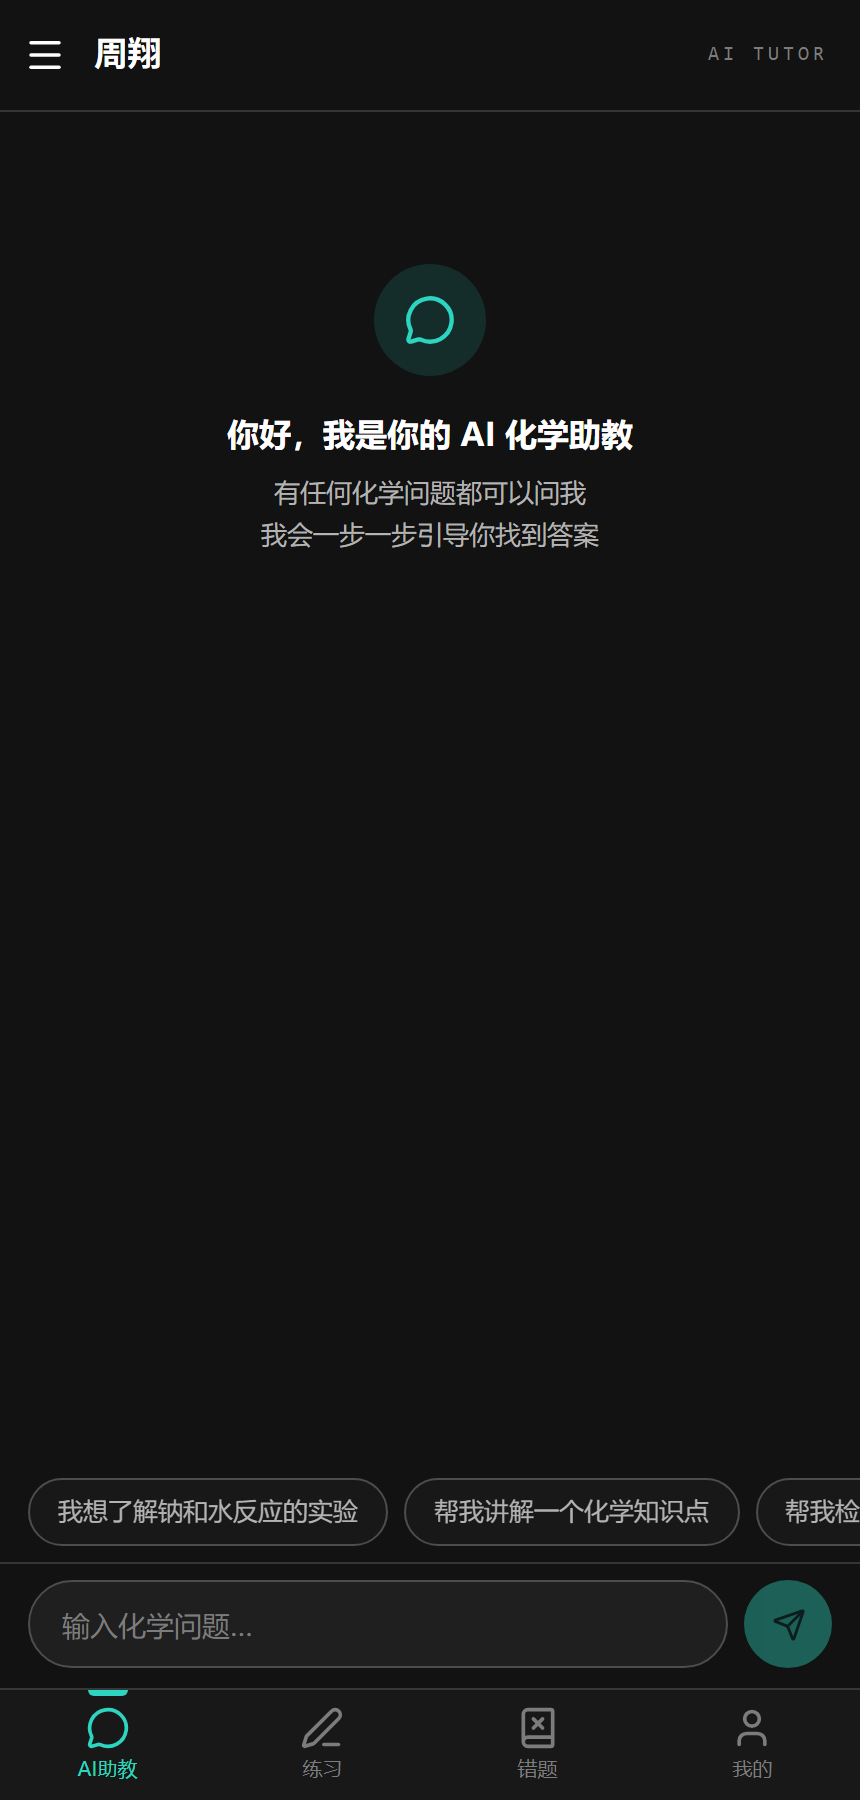 周翔
AI TUTOR
你好，我是你的 AI 化学助教
有任何化学问题都可以问我
我会一步一步引导你找到答案
我想了解钠和水反应的实验
帮我讲解一个化学知识点
帮我检
输入化学问题...
AI助教
练习
错题
我的